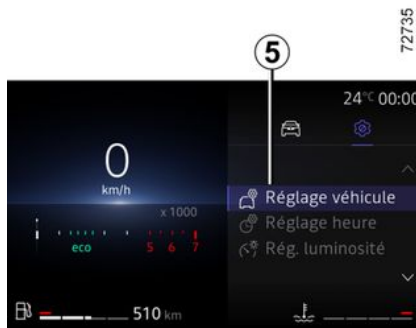 72735
5
24°C 00:00
0
km/h
Réglage véhicule
x 1000
Réglage heure
eco 5 6 7
Rég. luminosité
510 km